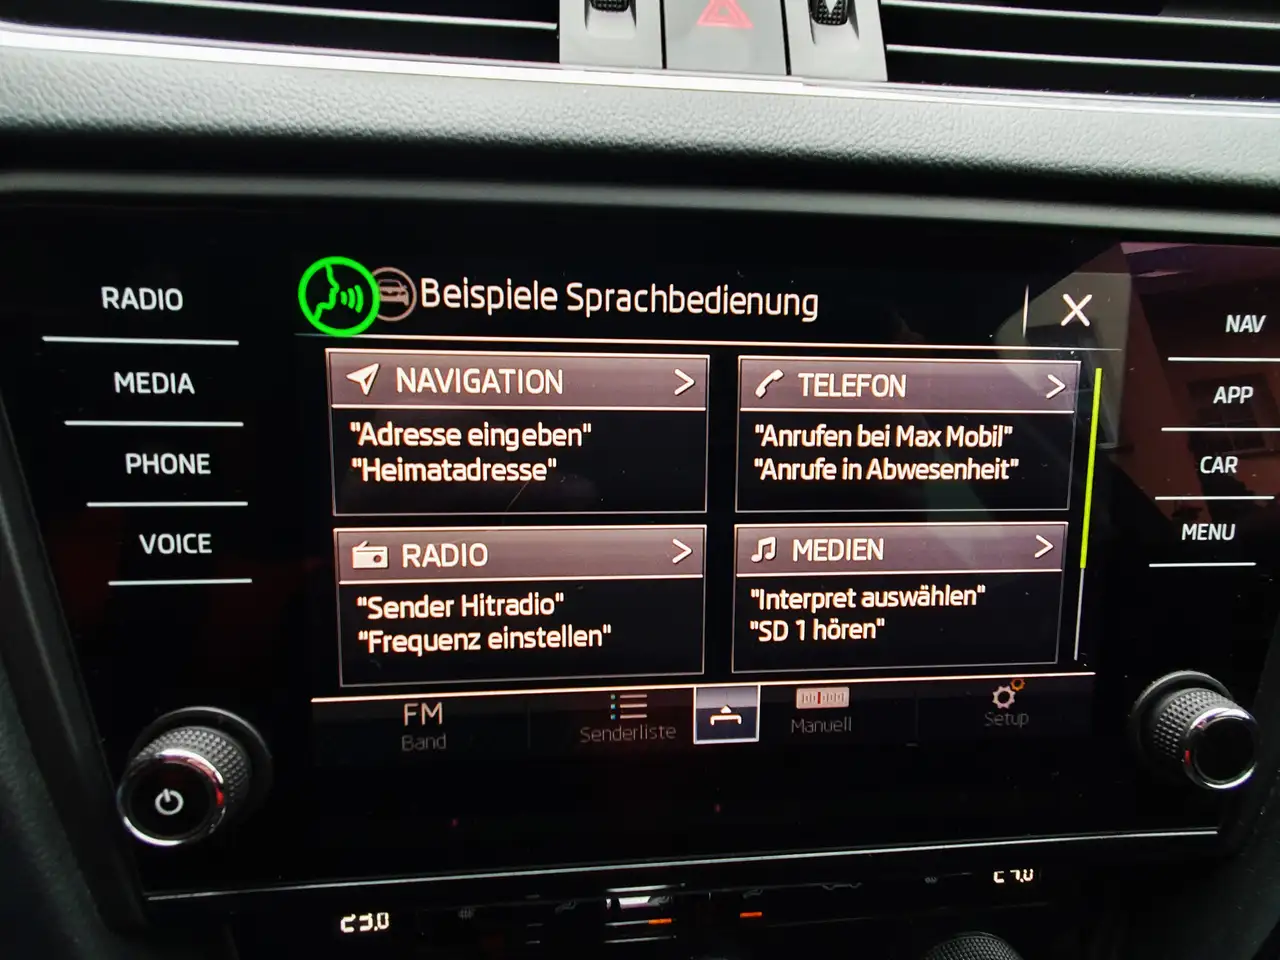 Beispiele Sprachbedienung
RADIO
MEDIA
PHONE
VOICE
NAVIGATION
"Adresse eingeben"
"Heimatadresse"
TELEFON
"Anrufen bei Max Mobil"
"Anrufe in Abwesenheit"
RADIO
"Sender Hitradio"
"Frequenz einstellen"
MEDIEN
"Interpret auswählen"
"SD 1 hören"
NAV
APP
CAR
MENU
FM
Band
Senderliste
Manuell
Setup